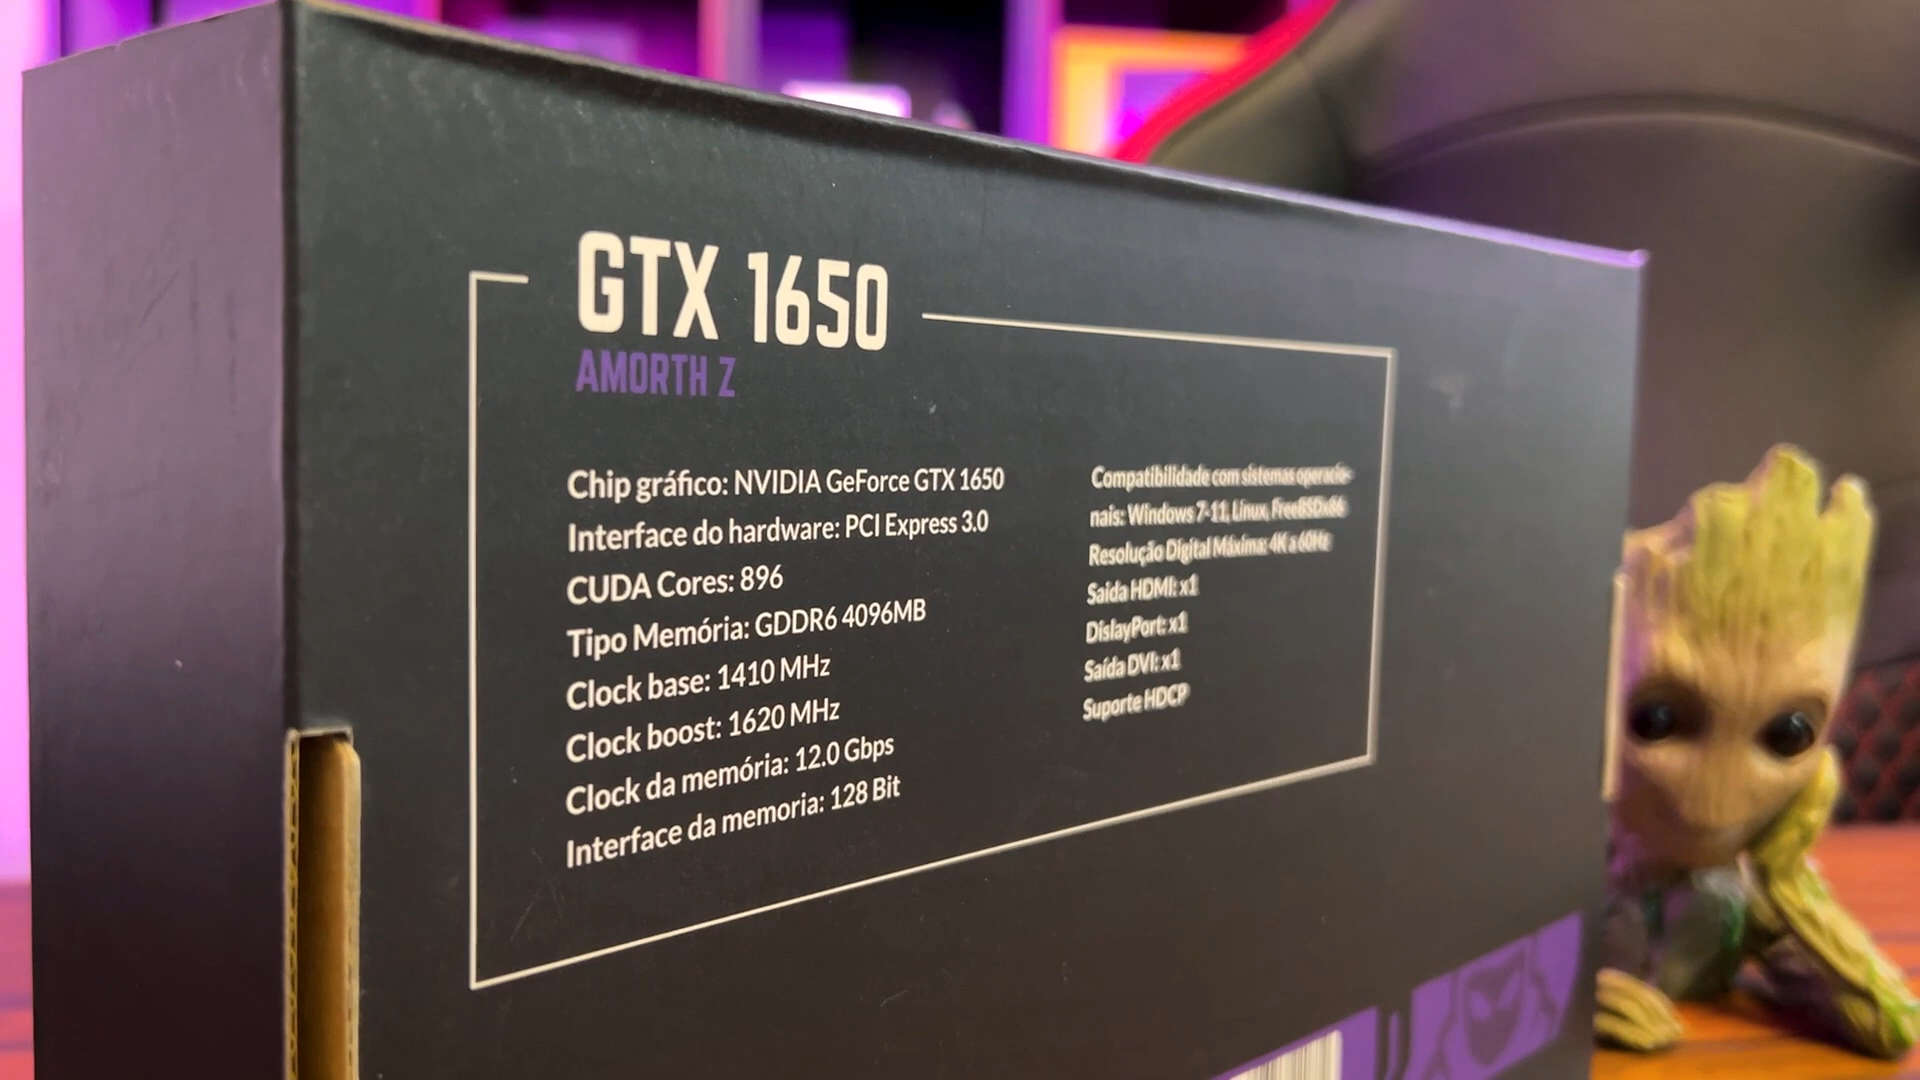 GTX 1650
AMORTH Z
Chip gráfico: NVIDIA GeForce GTX 1650
Interface do hardware: PCI Express 3.0
CUDA Cores: 896
Tipo Memória: GDDR6 4096MB
Clock base: 1410 MHz
Clock boost: 1620 MHz
Clock da memória: 12.0 Gbps
Interface da memoria: 128 Bit
Compatibilidade com sistemas operacio-
nais: Windows 7-11, Linux, FreeBSDx86
Resolução Digital Máxima: 4K a 60Hz
Saída HDMI: x1
DislayPort: x1
Saída DVI: x1
Suporte HDCP